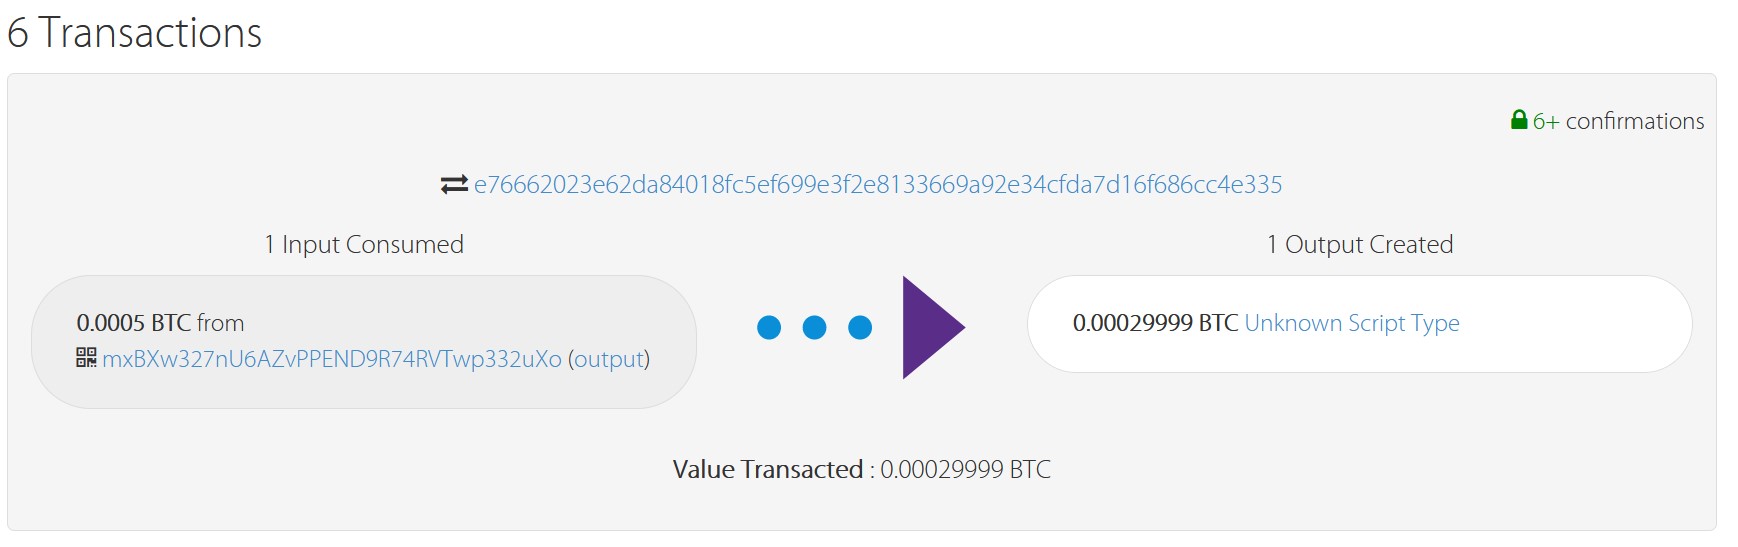 6 Transactions
6+ confirmations
e76662023e62da84018fc5ef699e3f2e8133669a92e34cfda7d16f686cc4e335
1 Input Consumed
1 Output Created
0.0005 BTC from
mxBXw327nU6AZvPPEND9R74RVTwp332uXo (output)
0.00029999 BTC Unknown Script Type
Value Transacted : 0.00029999 BTC